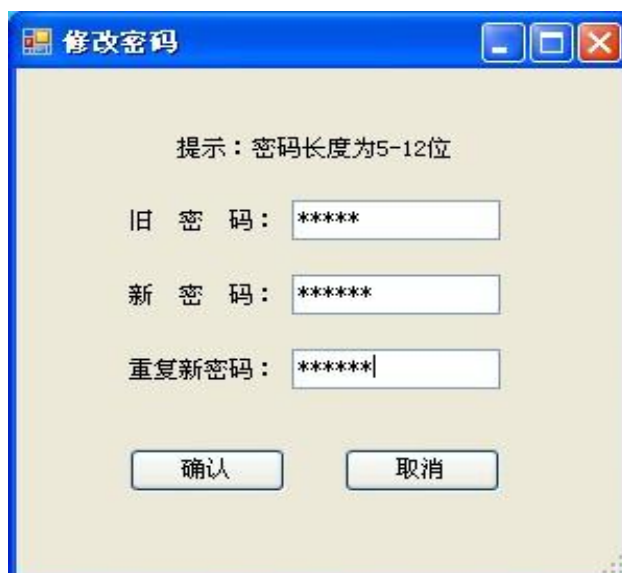 修改密码
提示：密码长度为5-12位
旧 密 码： *****
新 密 码： ******
重复新密码： ******
确认 取消